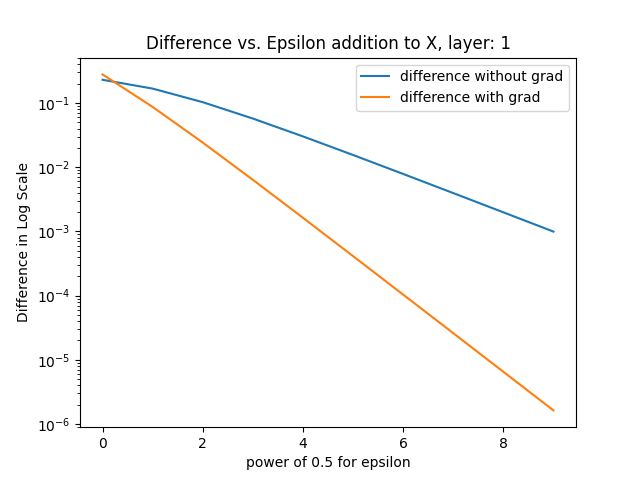 Difference vs. Epsilon addition to X, layer: 1
difference without grad
difference with grad
Difference in Log Scale
10⁻¹
10⁻²
10⁻³
10⁻⁴
10⁻⁵
10⁻⁶
0 2 4 6 8
power of 0.5 for epsilon